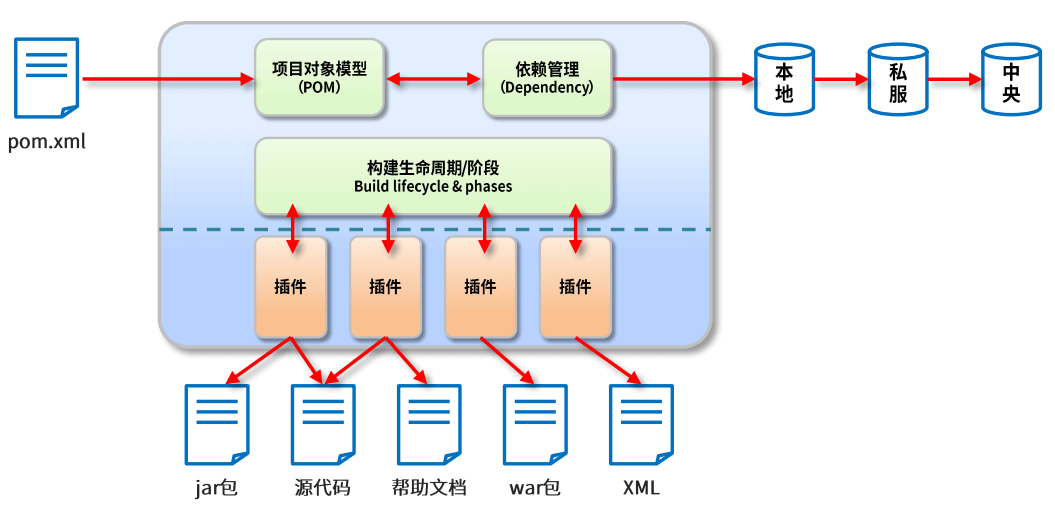 pom.xml
项目对象模型
（POM）
依赖管理
（Dependency）
本
地
私
服
中
央
构建生命周期/阶段
Build lifecycle & phases
插件
插件
插件
插件
jar包
源代码
帮助文档
war包
XML